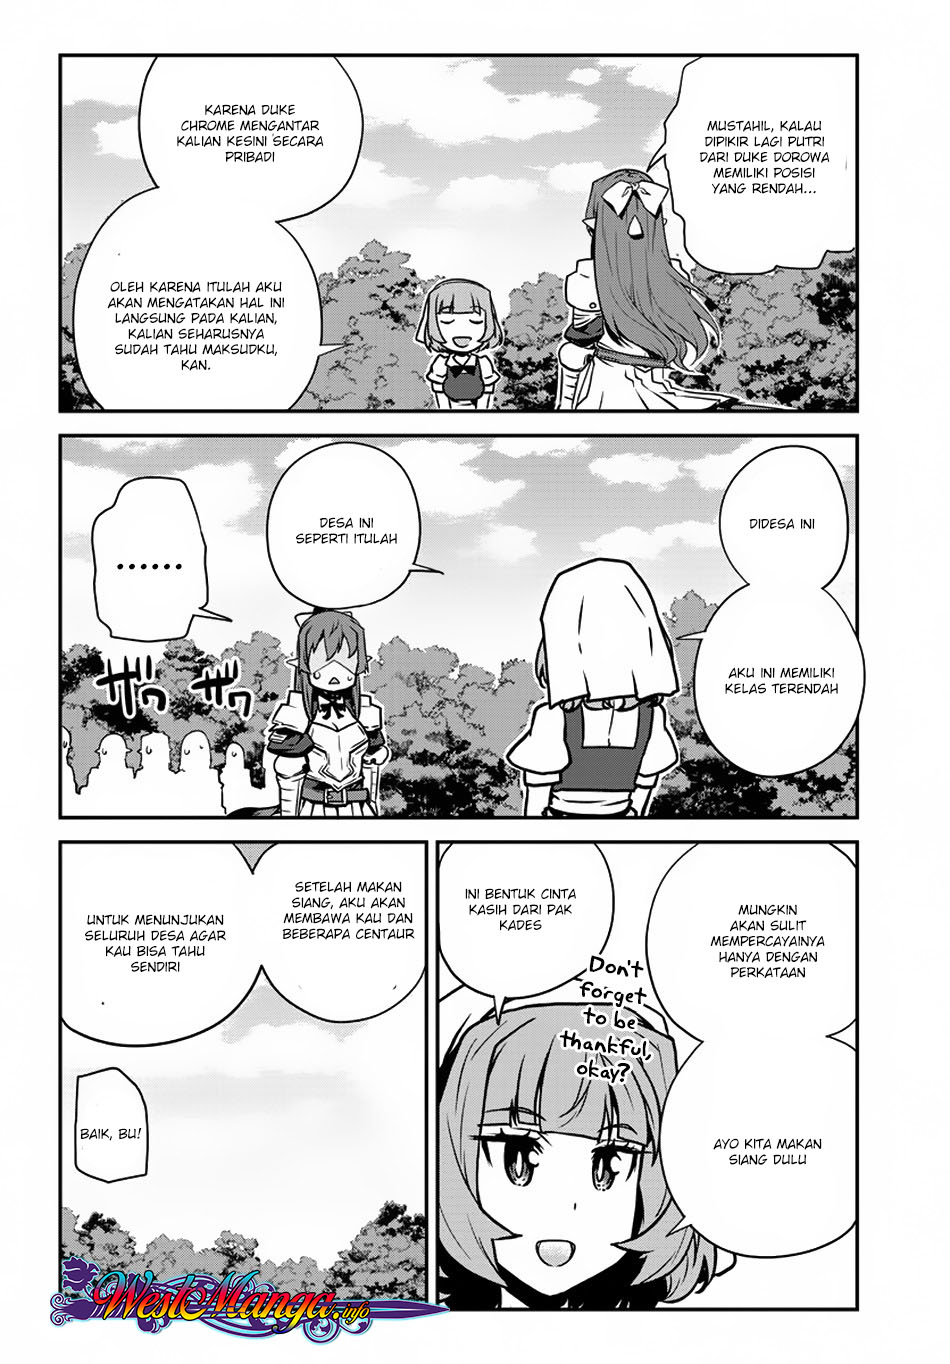 MUSTAHIL, KALAU
DIPIKIR LAGI PUTRI
DARI DUKE DOROWA
MEMILIKI POSISI
YANG RENDAH...
KARENA DUKE
CHROME MENGANTAR
KALIAN KESINI SECARA
PRIBADI
OLEH KARENA ITULAH AKU
AKAN MENGATAKAN HAL INI
LANGSUNG PADA KALIAN,
KALIAN SEHARUSNYA
SUDAH TAHU MAKSUDKU,
KAN.
DIDESA INI
AKU INI MEMILIKI
KELAS TERENDAH
DESA INI
SEPERTI ITULAH
......
ザワ ザワ
MUNGKIN
AKAN SULIT
MEMPERCAYAINYA
HANYA DENGAN
PERKATAAN
AYO KITA MAKAN
SIANG DULU
INI BENTUK CINTA
KASIH DARI PAK
KADES
Don't
forget
to be
thankful,
okay?
SETELAH MAKAN
SIANG, AKU AKAN
MEMBAWA KAU DAN
BEBERAPA CENTAUR
UNTUK MENUNJUKAN
SELURUH DESA AGAR
KAU BISA TAHU
SENDIRI
BAIK, BU!
WestManga.info